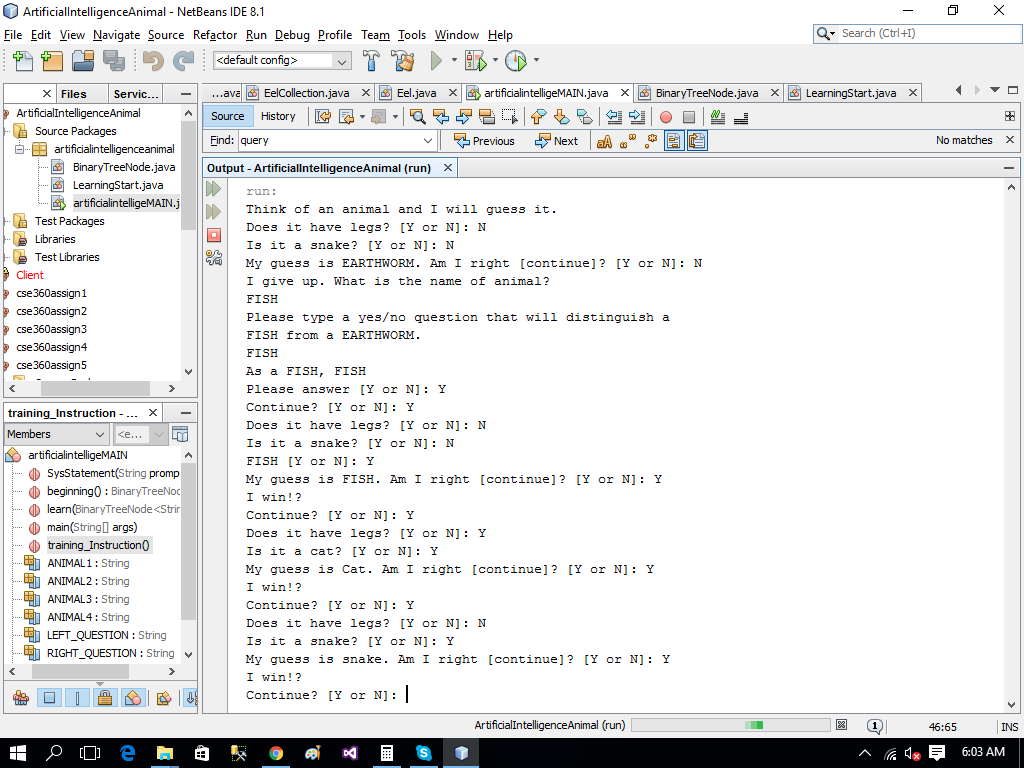 ArtificialIntelligenceAnimal - NetBeans IDE 8.1
File Edit View Navigate Source Refactor Run Debug Profile Team Tools Window Help
Search (Ctrl+I)
<default config>
Files Servic...
...ava EelCollection.java Eel.java artificialintelligeMAIN.java BinaryTreeNode.java LearningStart.java
Source History
Find: query Previous Next No matches
ArtificialIntelligenceAnimal
Source Packages
artificialintelligenceanimal
BinaryTreeNode.java
LearningStart.java
artificialintelligeMAIN.j
Test Packages
Libraries
Test Libraries
Client
cse360assign1
cse360assign2
cse360assign3
cse360assign4
cse360assign5
training_Instruction - ...
Members <e...
artificialintelligeMAIN
SysStatement(String promp
beginning() : BinaryTreeNoc
learn(BinaryTreeNode<Strir
main(String[] args)
training_Instruction()
ANIMAL1 : String
ANIMAL2 : String
ANIMAL3 : String
ANIMAL4 : String
LEFT_QUESTION : String
RIGHT_QUESTION : String
Output - ArtificialIntelligenceAnimal (run)
run:
Think of an animal and I will guess it.
Does it have legs? [Y or N]: N
Is it a snake? [Y or N]: N
My guess is EARTHWORM. Am I right [continue]? [Y or N]: N
I give up. What is the name of animal?
FISH
Please type a yes/no question that will distinguish a
FISH from a EARTHWORM.
FISH
As a FISH, FISH
Please answer [Y or N]: Y
Continue? [Y or N]: Y
Does it have legs? [Y or N]: N
Is it a snake? [Y or N]: N
FISH [Y or N]: Y
My guess is FISH. Am I right [continue]? [Y or N]: Y
I win!?
Continue? [Y or N]: Y
Does it have legs? [Y or N]: Y
Is it a cat? [Y or N]: Y
My guess is Cat. Am I right [continue]? [Y or N]: Y
I win!?
Continue? [Y or N]: Y
Does it have legs? [Y or N]: N
Is it a snake? [Y or N]: Y
My guess is snake. Am I right [continue]? [Y or N]: Y
I win!?
Continue? [Y or N]:
ArtificialIntelligenceAnimal (run) 1 46:65 INS
6:03 AM